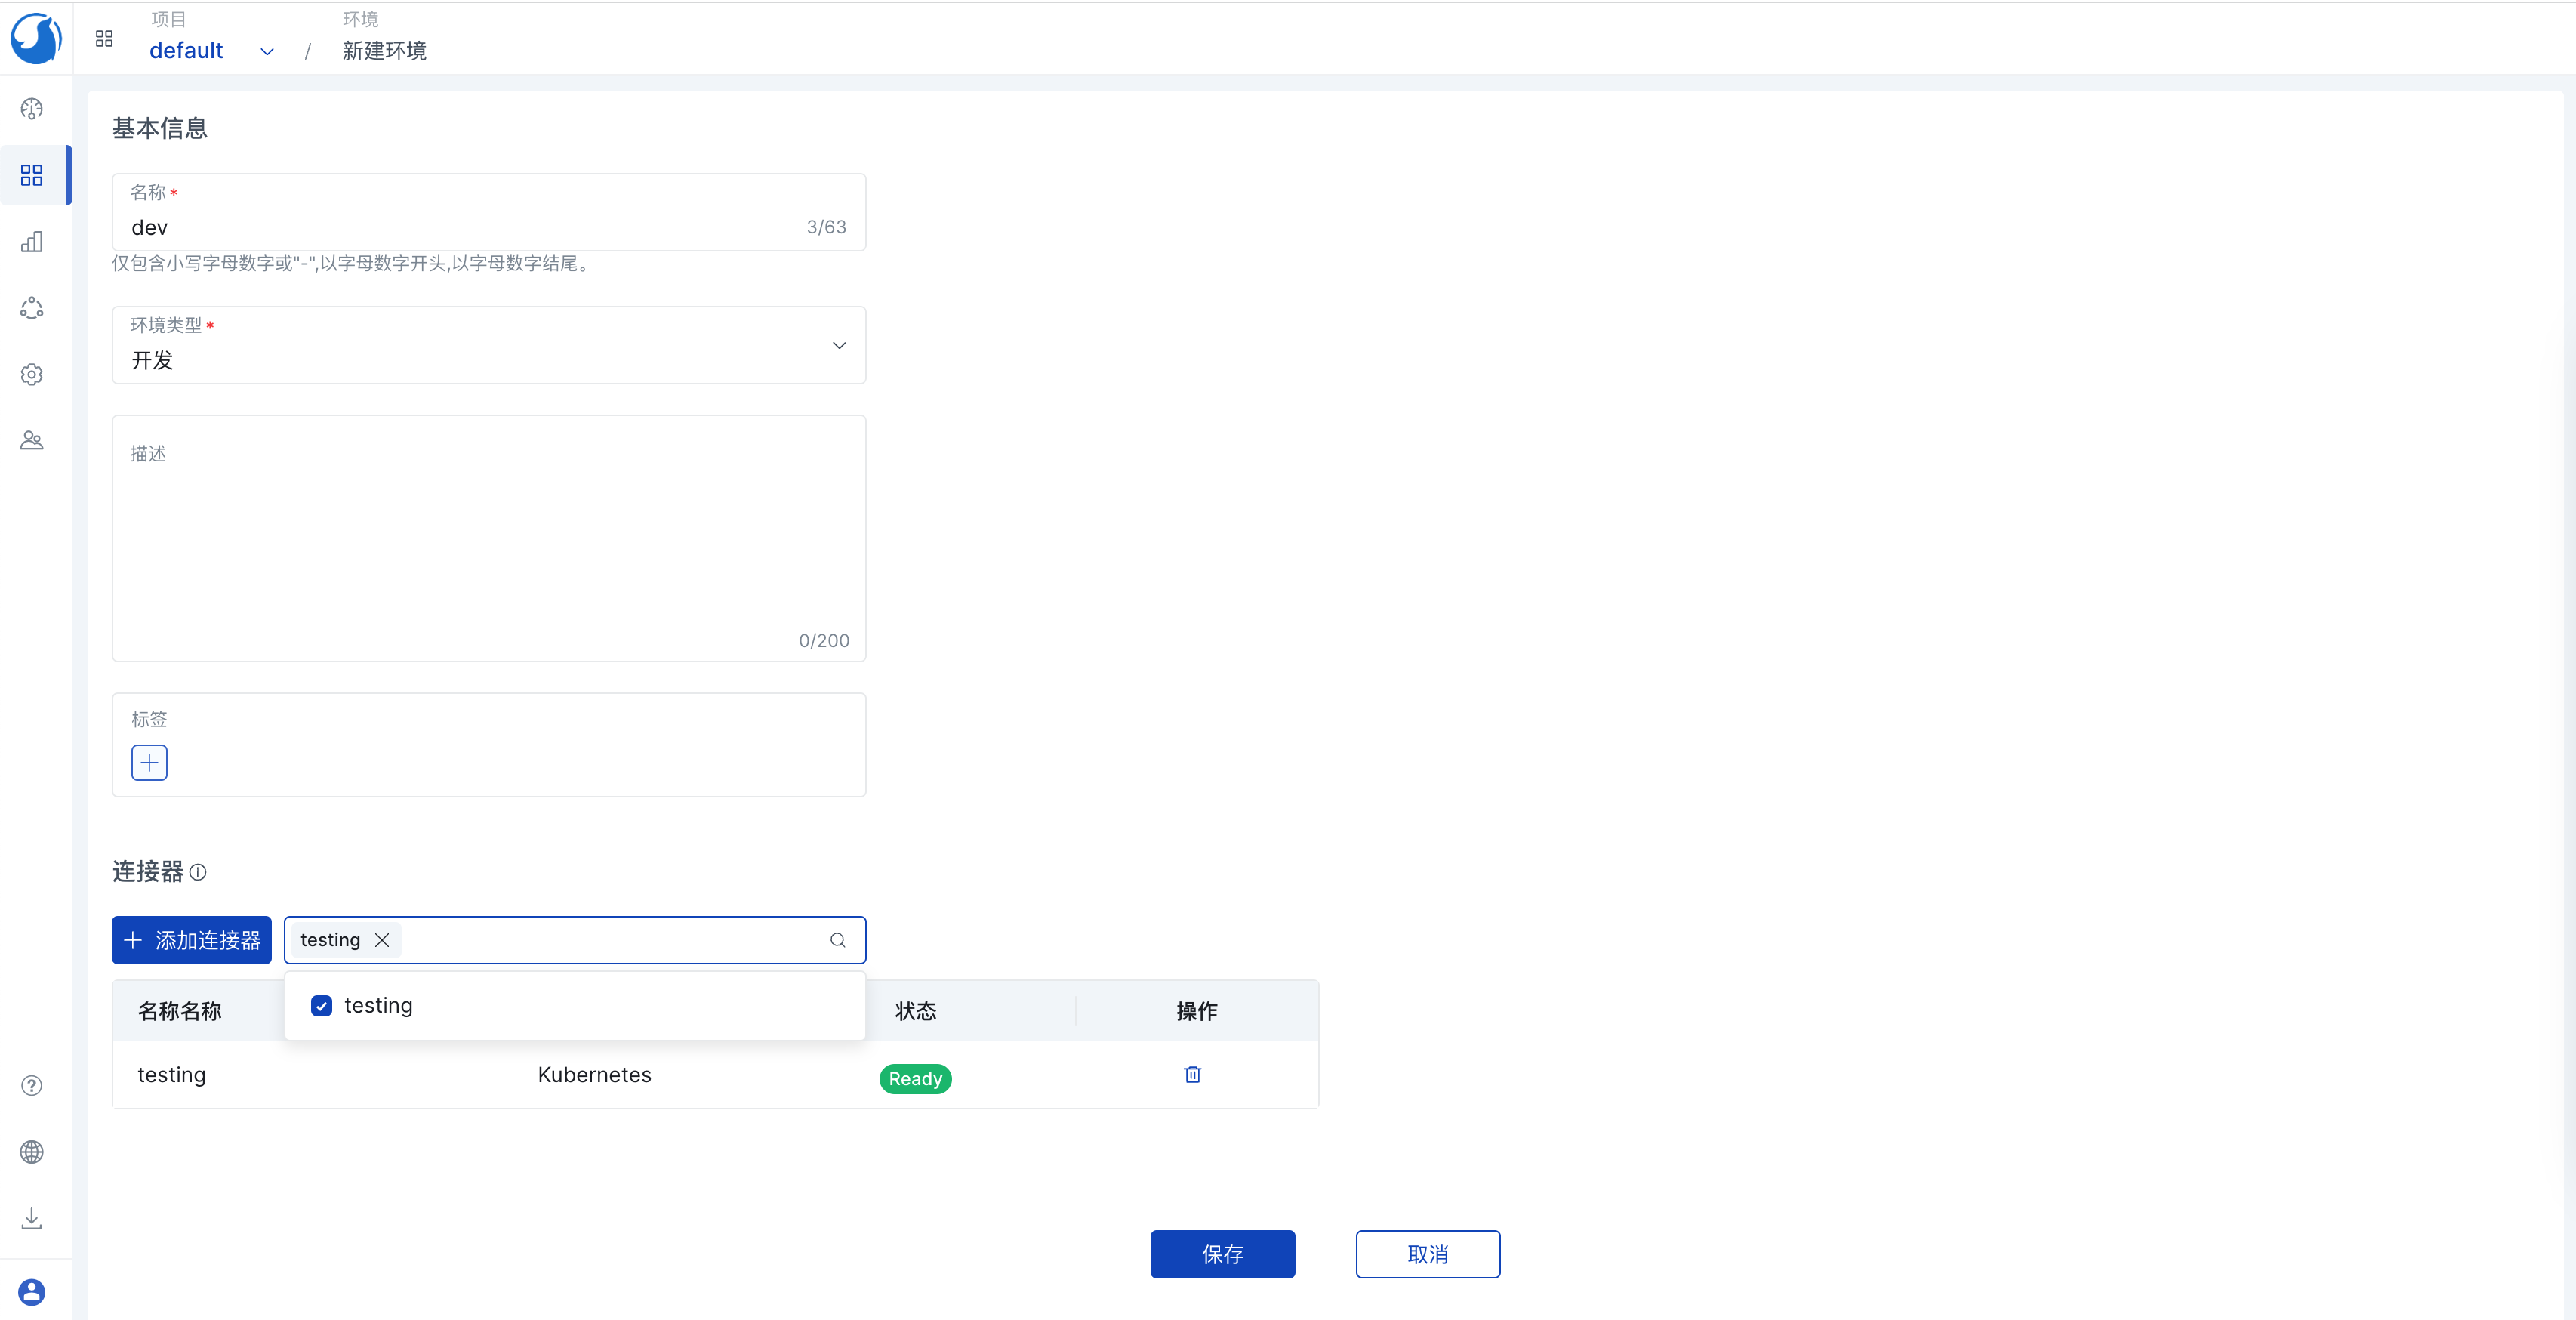 项目
环境
default
/
新建环境
基本信息
名称*
dev
3/63
仅包含小写字母数字或"-",以字母数字开头,以字母数字结尾。
环境类型*
开发
描述
0/200
标签
连接器
添加连接器
testing
testing
名称名称
状态
操作
testing
Kubernetes
Ready
保存
取消